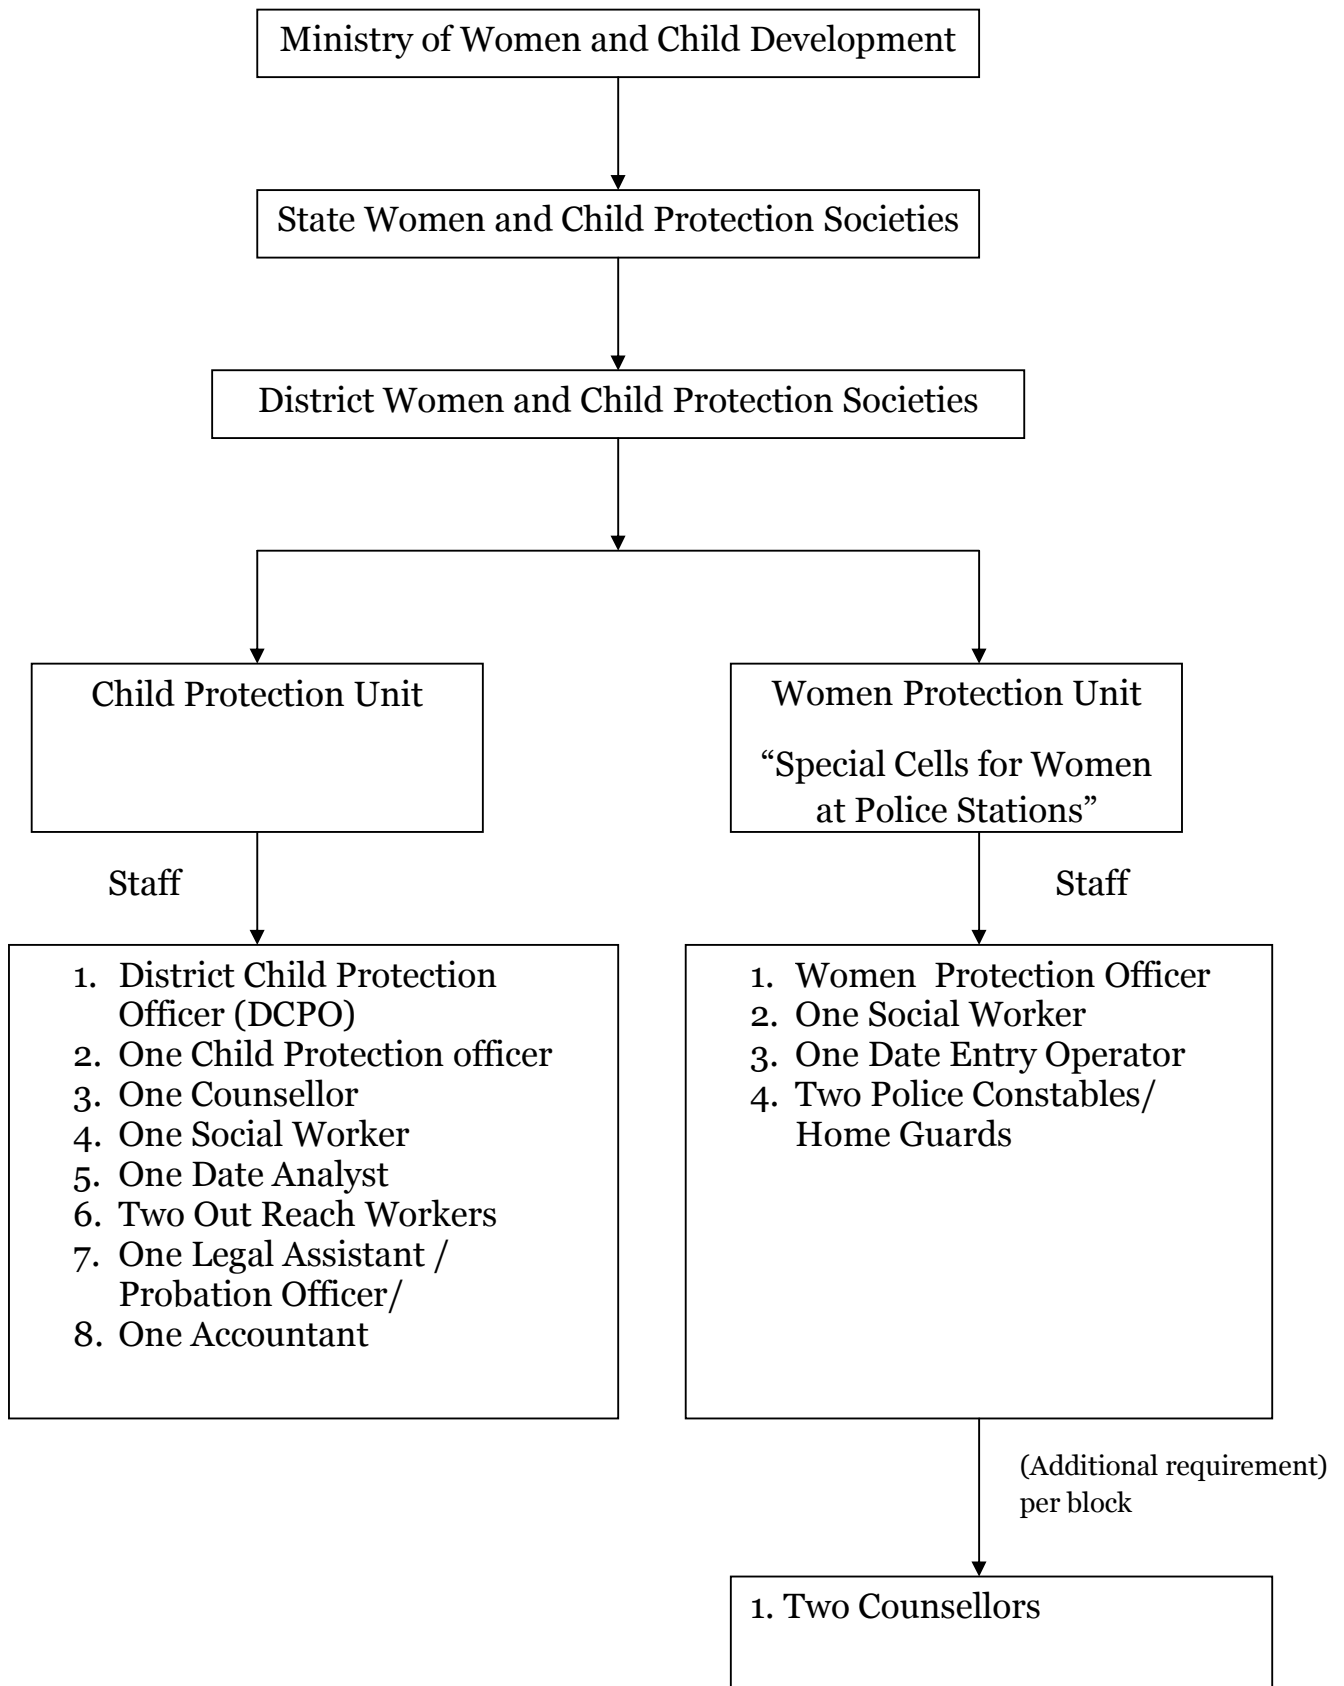 Ministry of Women and Child Development
State Women and Child Protection Societies
District Women and Child Protection Societies
Child Protection Unit
Women Protection Unit
“Special Cells for Women
at Police Stations”
Staff
Staff
1. District Child Protection
Officer (DCPO)
2. One Child Protection officer
3. One Counsellor
4. One Social Worker
5. One Date Analyst
6. Two Out Reach Workers
7. One Legal Assistant /
Probation Officer/
8. One Accountant
1. Women Protection Officer
2. One Social Worker
3. One Date Entry Operator
4. Two Police Constables/
Home Guards
(Additional requirement)
per block
1. Two Counsellors